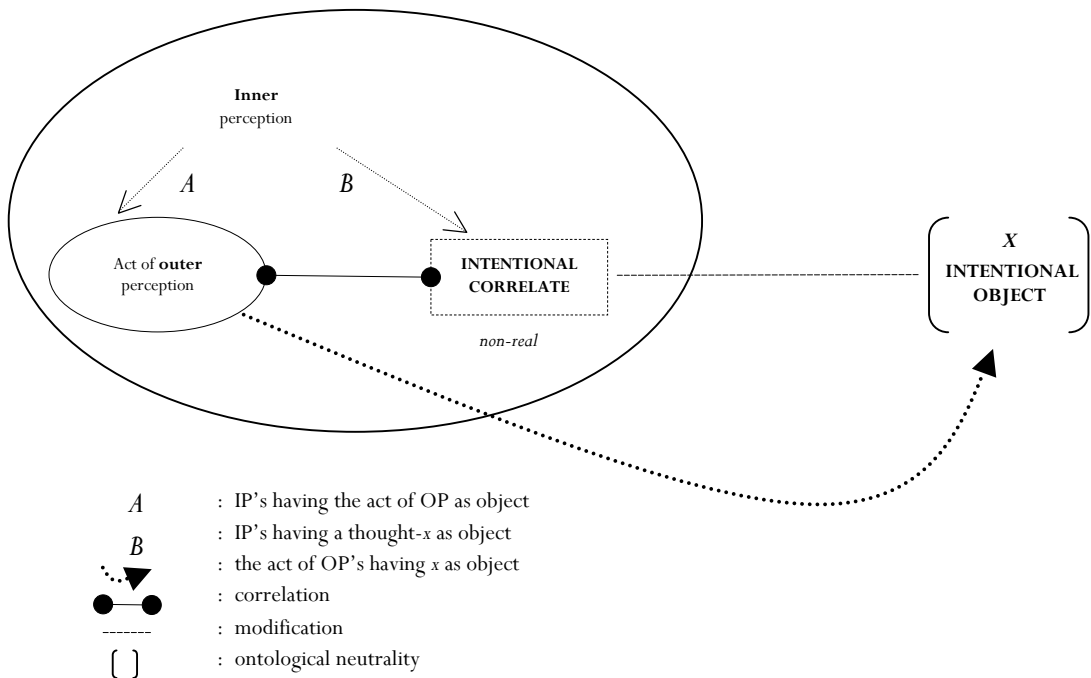 Inner
perception
A
B
Act of outer
perception
INTENTIONAL
CORRELATE
non-real
X
INTENTIONAL
OBJECT
A : IP's having the act of OP as object
B : IP's having a thought-x as object
: the act of OP's having x as object
: correlation
: modification
[ ] : ontological neutrality